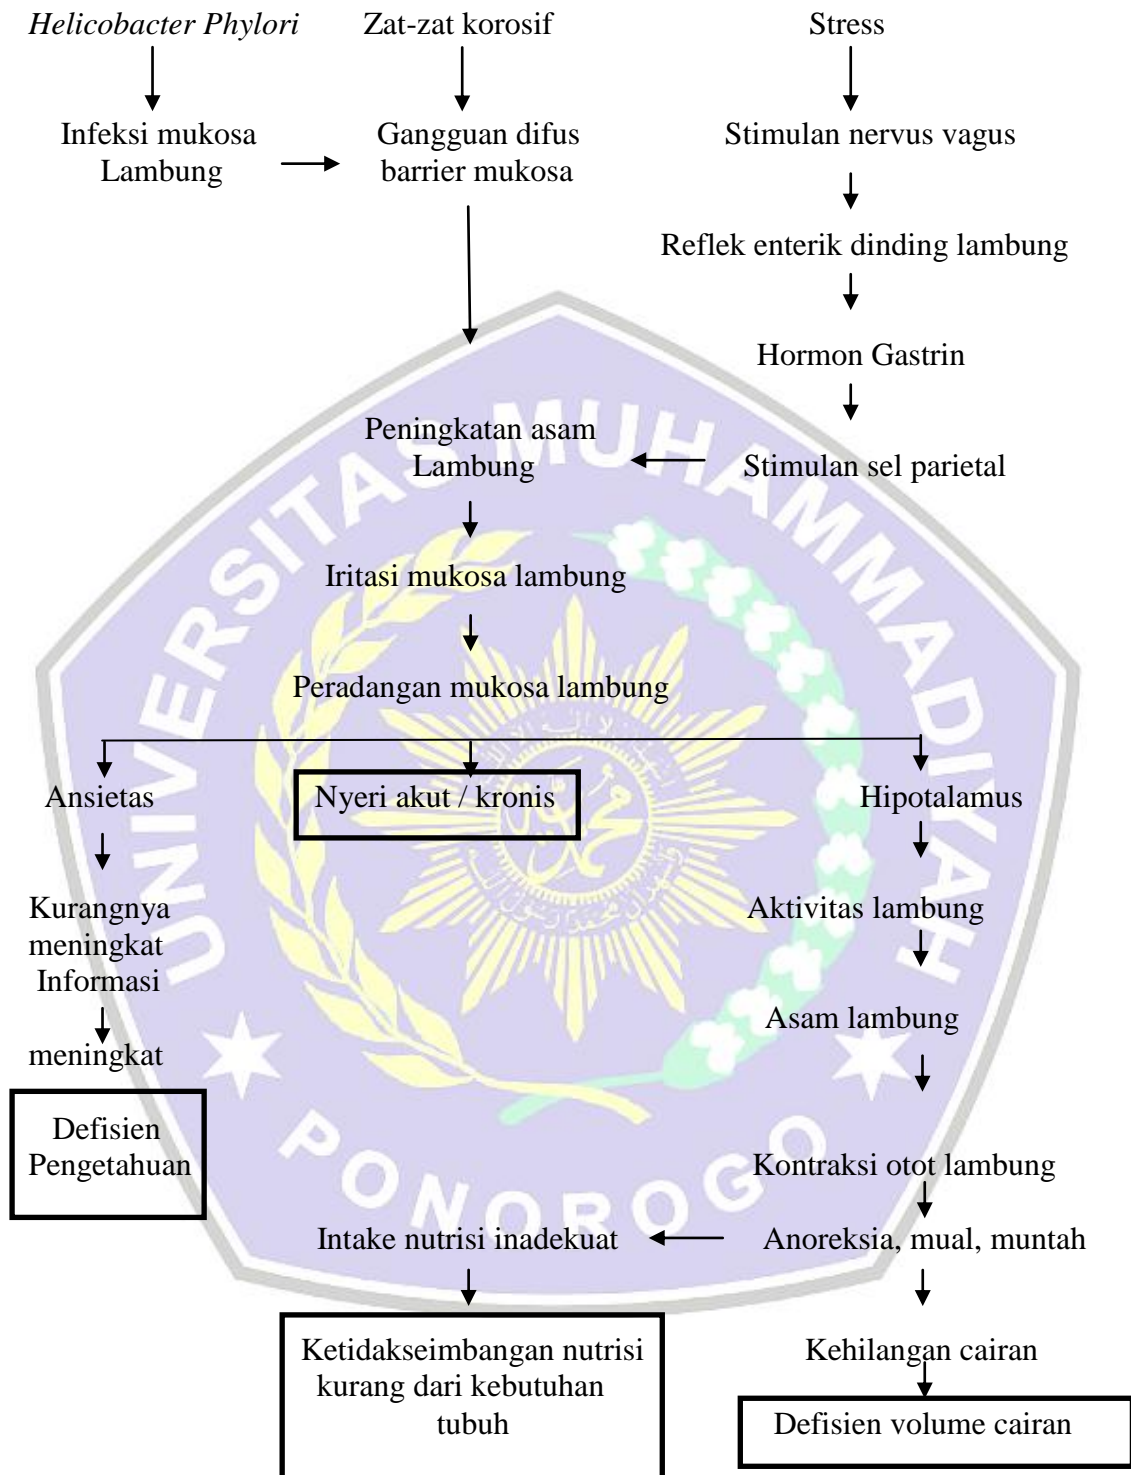 Helicobacter Phylori
Zat-zat korosif
Stress
Infeksi mukosa
Lambung
Gangguan difus
barrier mukosa
Stimulan nervus vagus
Reflek enterik dinding lambung
Hormon Gastrin
Peningkatan asam
Lambung
Stimulan sel parietal
Iritasi mukosa lambung
Peradangan mukosa lambung
Ansietas
Nyeri akut / kronis
Hipotalamus
Kurangnya
meningkat
Informasi
meningkat
Aktivitas lambung
Asam lambung
Defisien
Pengetahuan
Kontraksi otot lambung
Intake nutrisi inadekuat
Anoreksia, mual, muntah
Ketidakseimbangan nutrisi
kurang dari kebutuhan
tubuh
Kehilangan cairan
Defisien volume cairan
UNIVERSITAS MUHAMMADIYAH
PONOROGO